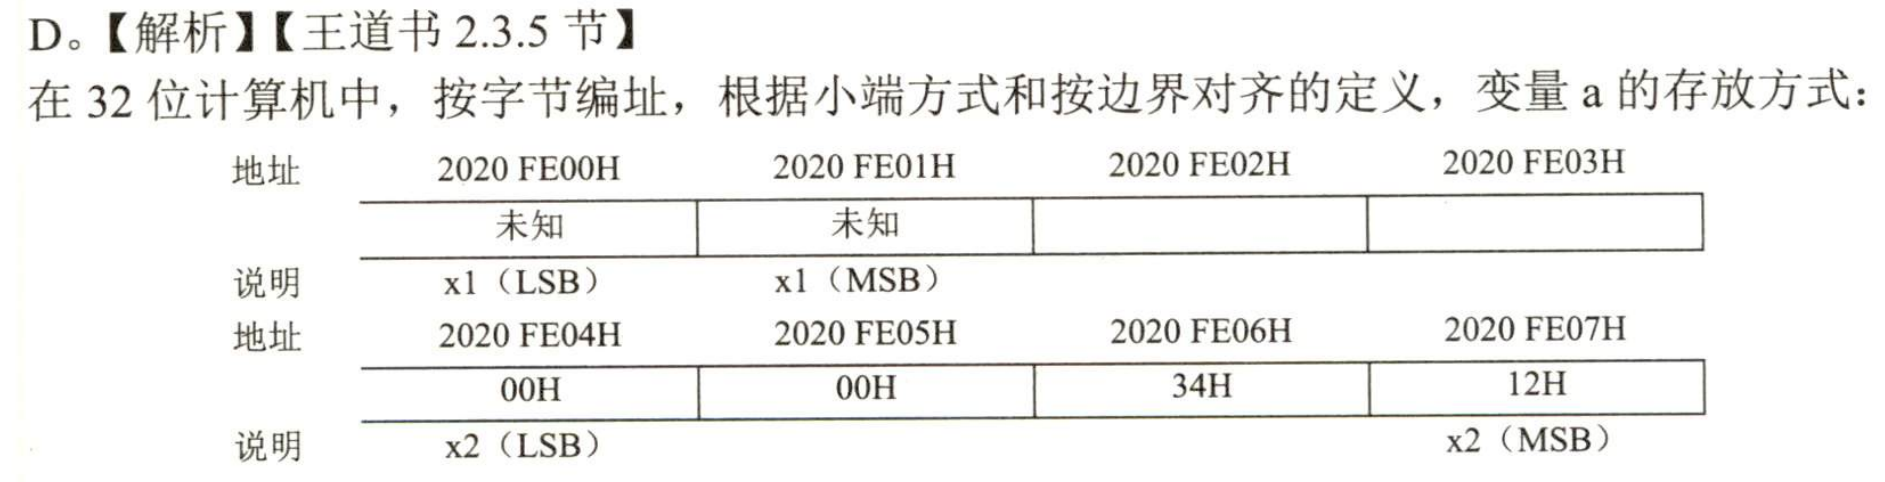 D。【解析】【王道书 2.3.5 节】
在 32 位计算机中，按字节编址，根据小端方式和按边界对齐的定义，变量 a 的存放方式：
地址 2020 FE00H 2020 FE01H 2020 FE02H 2020 FE03H
未知 未知
说明 x1（LSB） x1（MSB）
地址 2020 FE04H 2020 FE05H 2020 FE06H 2020 FE07H
00H 00H 34H 12H
说明 x2（LSB） x2（MSB）